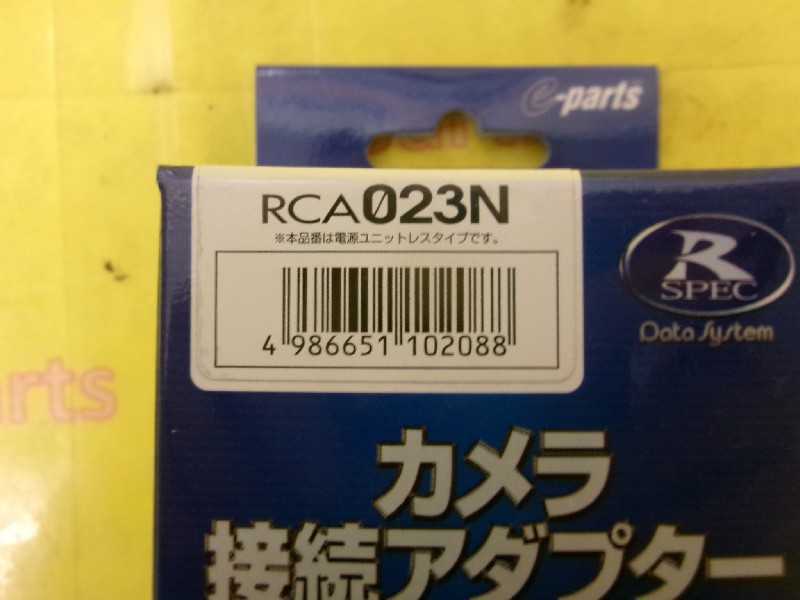 e-parts
RCA023N
※本品番は電源ユニットレスタイプです。
4 986651 102088
R
SPEC
Data System
arts
カメラ
接続アダプター